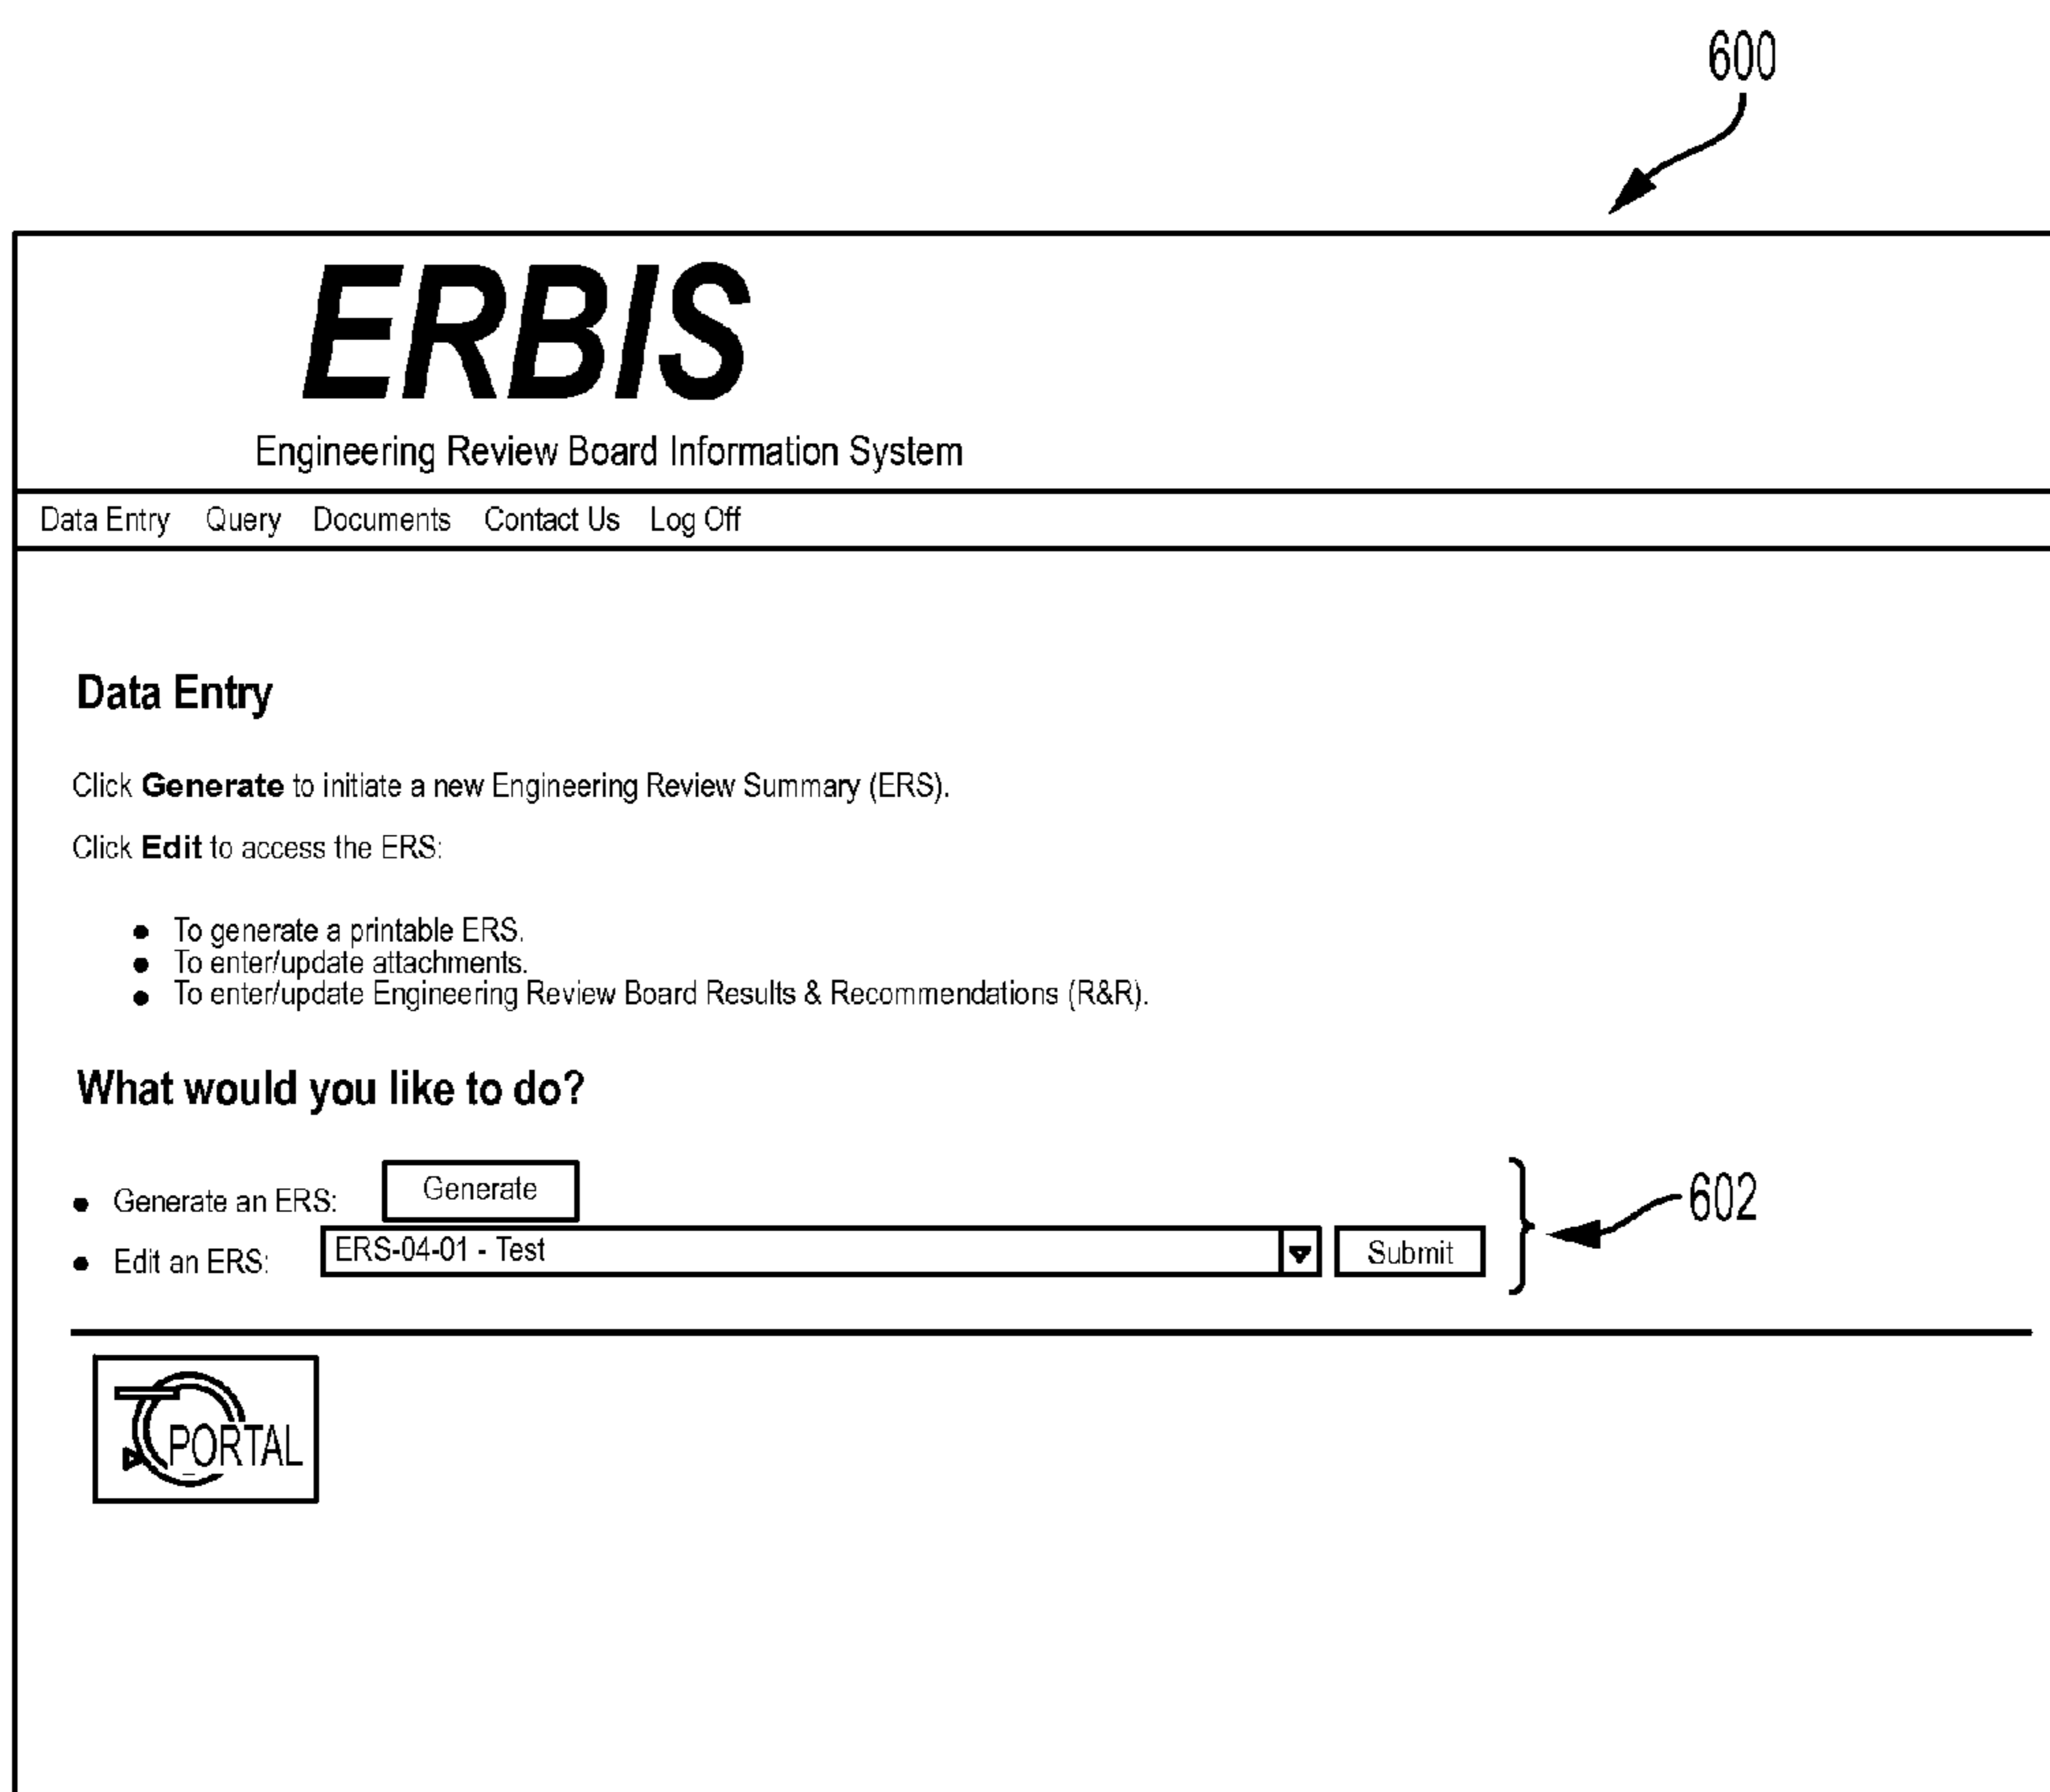 600
ERBIS
Engineering Review Board Information System
Data Entry Query Documents Contact Us Log Off
Data Entry
Click Generate to initiate a new Engineering Review Summary (ERS).
Click Edit to access the ERS:
• To generate a printable ERS.
• To enter/update attachments.
• To enter/update Engineering Review Board Results & Recommendations (R&R).
What would you like to do?
• Generate an ERS: Generate
602
• Edit an ERS: ERS-04-01 - Test Submit
PORTAL